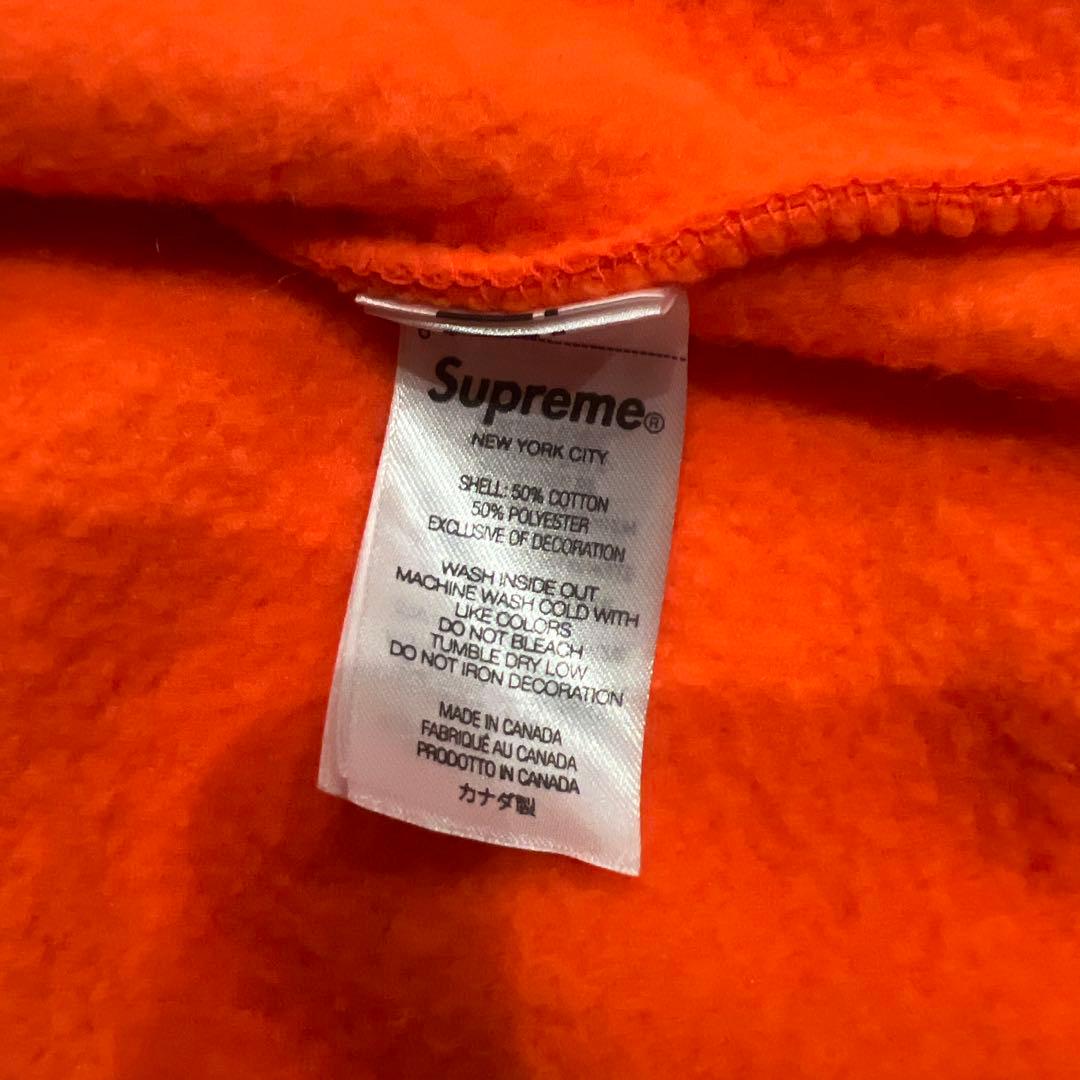 Supreme®
NEW YORK CITY
SHELL: 50% COTTON
50% POLYESTER
EXCLUSIVE OF DECORATION
WASH INSIDE OUT
MACHINE WASH COLD WITH
LIKE COLORS
DO NOT BLEACH
TUMBLE DRY LOW
DO NOT IRON DECORATION
MADE IN CANADA
FABRIQUÉ AU CANADA
PRODOTTO IN CANADA
カナダ製